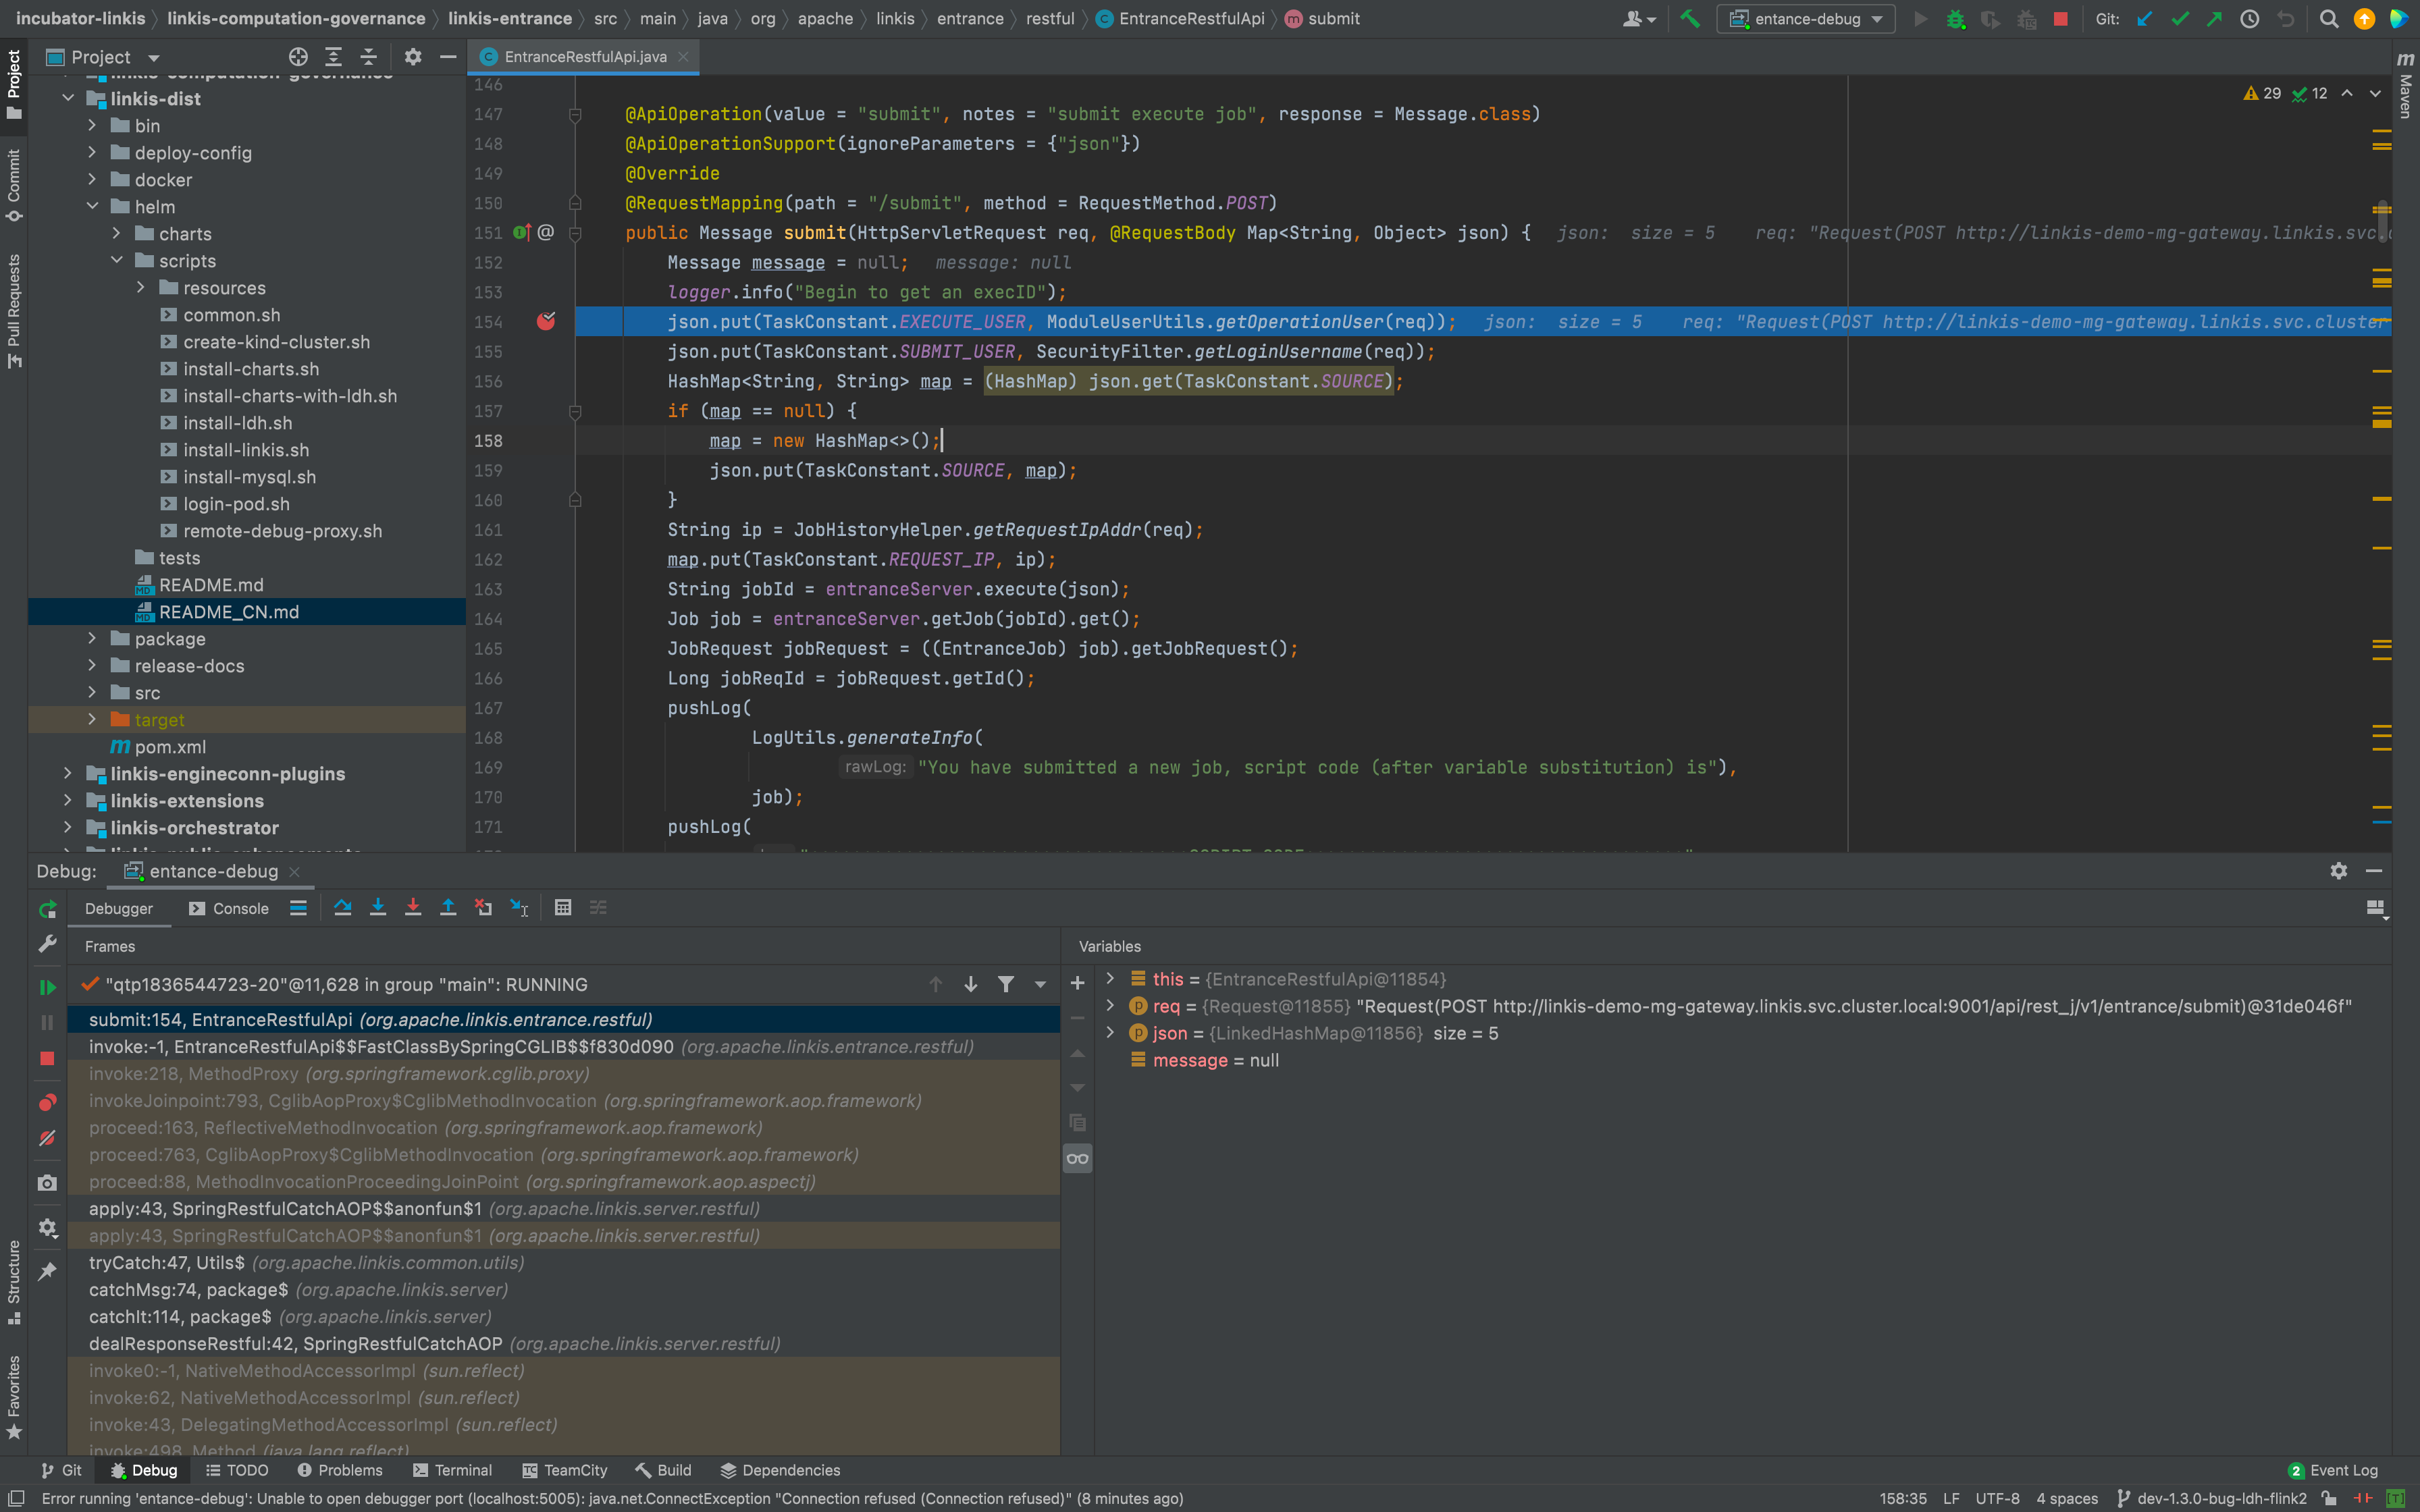 incubator-linkis linkis-computation-governance linkis-entrance src main java org apache linkis entrance restful EntranceRestfulApi submit entance-debug Git:
Project
EntranceRestfulApi.java
linkis-dist
bin
deploy-config
docker
helm
charts
scripts
resources
common.sh
create-kind-cluster.sh
install-charts.sh
install-charts-with-ldh.sh
install-ldh.sh
install-linkis.sh
install-mysql.sh
login-pod.sh
remote-debug-proxy.sh
tests
README.md
README_CN.md
package
release-docs
src
target
pom.xml
linkis-engineconn-plugins
linkis-extensions
linkis-orchestrator
Project
Commit
Pull Requests
Structure
Favorites
Maven
29 12
146
147 @ApiOperation(value = "submit", notes = "submit execute job", response = Message.class)
148 @ApiOperationSupport(ignoreParameters = {"json"})
149 @Override
150 @RequestMapping(path = "/submit", method = RequestMethod.POST)
151 public Message submit(HttpServletRequest req, @RequestBody Map<String, Object> json) { json: size = 5 req: "Request(POST http://linkis-demo-mg-gateway.linkis.svc.
152 Message message = null; message: null
153 logger.info("Begin to get an execID");
154 json.put(TaskConstant.EXECUTE_USER, ModuleUserUtils.getOperationUser(req)); json: size = 5 req: "Request(POST http://linkis-demo-mg-gateway.linkis.svc.cluster
155 json.put(TaskConstant.SUBMIT_USER, SecurityFilter.getLoginUsername(req));
156 HashMap<String, String> map = (HashMap) json.get(TaskConstant.SOURCE);
157 if (map == null) {
158 map = new HashMap<>();
159 json.put(TaskConstant.SOURCE, map);
160 }
161 String ip = JobHistoryHelper.getRequestIpAddr(req);
162 map.put(TaskConstant.REQUEST_IP, ip);
163 String jobId = entranceServer.execute(json);
164 Job job = entranceServer.getJob(jobId).get();
165 JobRequest jobRequest = ((EntranceJob) job).getJobRequest();
166 Long jobReqId = jobRequest.getId();
167 pushLog(
168 LogUtils.generateInfo(
169 rawLog: "You have submitted a new job, script code (after variable substitution) is"),
170 job);
171 pushLog(
Debug: entance-debug
Debugger Console
Frames
"qtp1836544723-20"@11,628 in group "main": RUNNING
submit:154, EntranceRestfulApi (org.apache.linkis.entrance.restful)
invoke:-1, EntranceRestfulApi$$FastClassBySpringCGLIB$$f830d090 (org.apache.linkis.entrance.restful)
invoke:218, MethodProxy (org.springframework.cglib.proxy)
invokeJoinpoint:793, CglibAopProxy$CglibMethodInvocation (org.springframework.aop.framework)
proceed:163, ReflectiveMethodInvocation (org.springframework.aop.framework)
proceed:763, CglibAopProxy$CglibMethodInvocation (org.springframework.aop.framework)
proceed:88, MethodInvocationProceedingJoinPoint (org.springframework.aop.aspectj)
apply:43, SpringRestfulCatchAOP$$anonfun$1 (org.apache.linkis.server.restful)
apply:43, SpringRestfulCatchAOP$$anonfun$1 (org.apache.linkis.server.restful)
tryCatch:47, Utils$ (org.apache.linkis.common.utils)
catchMsg:74, package$ (org.apache.linkis.server)
catchIt:114, package$ (org.apache.linkis.server)
dealResponseRestful:42, SpringRestfulCatchAOP (org.apache.linkis.server.restful)
invoke0:-1, NativeMethodAccessorImpl (sun.reflect)
invoke:62, NativeMethodAccessorImpl (sun.reflect)
invoke:43, DelegatingMethodAccessorImpl (sun.reflect)
invoke:498, Method (java.lang.reflect)
Variables
this = {EntranceRestfulApi@11854}
req = {Request@11855} "Request(POST http://linkis-demo-mg-gateway.linkis.svc.cluster.local:9001/api/rest_j/v1/entrance/submit)@31de046f"
json = {LinkedHashMap@11856} size = 5
message = null
Git Debug TODO Problems Terminal TeamCity Build Dependencies 2 Event Log
Error running 'entance-debug': Unable to open debugger port (localhost:5005): java.net.ConnectException "Connection refused (Connection refused)" (8 minutes ago) 158:35 LF UTF-8 4 spaces dev-1.3.0-bug-ldh-flink2